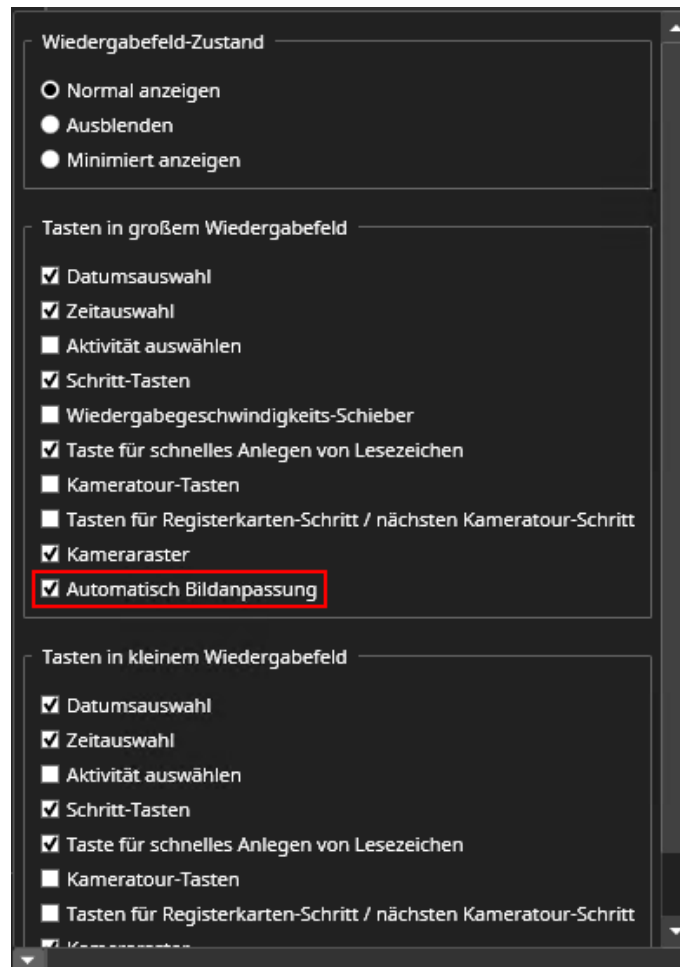 Wiedergabefeld-Zustand
Normal anzeigen
Ausblenden
Minimiert anzeigen
Tasten in großem Wiedergabefeld
Datumsauswahl
Zeitauswahl
Aktivität auswählen
Schritt-Tasten
Wiedergabegeschwindigkeits-Schieber
Taste für schnelles Anlegen von Lesezeichen
Kameratour-Tasten
Tasten für Registerkarten-Schritt / nächsten Kameratour-Schritt
Kameraraster
Automatisch Bildanpassung
Tasten in kleinem Wiedergabefeld
Datumsauswahl
Zeitauswahl
Aktivität auswählen
Schritt-Tasten
Taste für schnelles Anlegen von Lesezeichen
Kameratour-Tasten
Tasten für Registerkarten-Schritt / nächsten Kameratour-Schritt